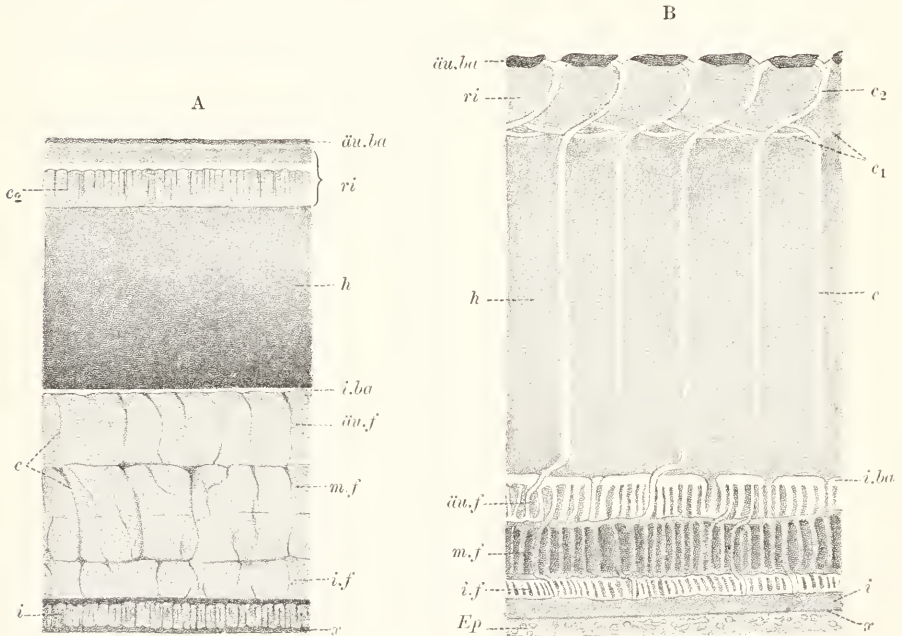 A
äu.ba
ri
c₂
h
i.ba
äu.f
c
m.f
i.f
i
x
B
äu.ba
ri
c₂
c₁
h
c
i.ba
äu.f
m.f
i.f
i
x
Ep